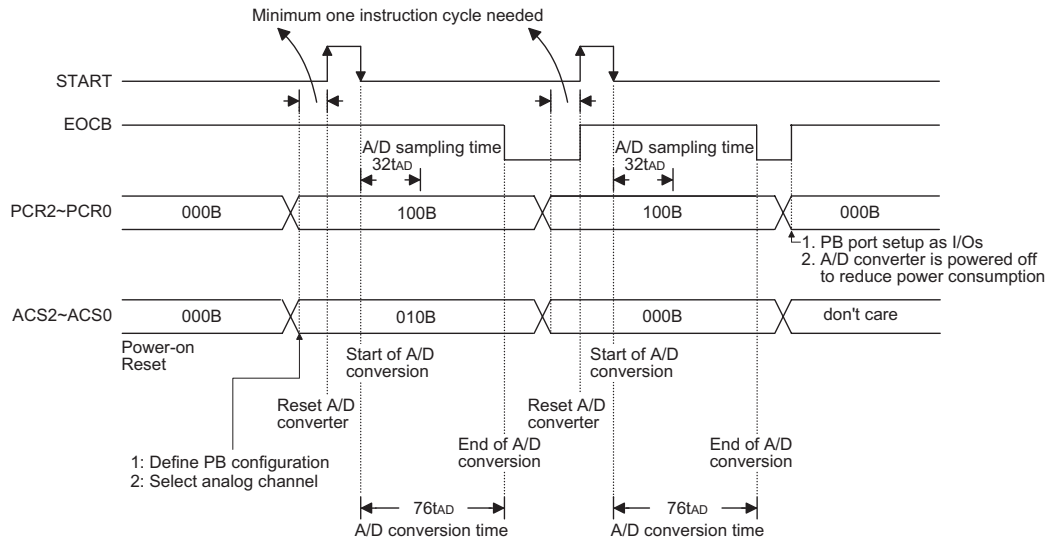 Minimum one instruction cycle needed
START
EOCB
A/D sampling time
A/D sampling time
32tAD
32tAD
PCR2~PCR0
000B
100B
100B
000B
1. PB port setup as I/Os
2. A/D converter is powered off
to reduce power consumption
ACS2~ACS0
000B
010B
000B
don't care
Power-on
Reset
Start of A/D
conversion
Start of A/D
conversion
Reset A/D
converter
Reset A/D
converter
End of A/D
conversion
End of A/D
conversion
1: Define PB configuration
2: Select analog channel
76tAD
A/D conversion time
76tAD
A/D conversion time